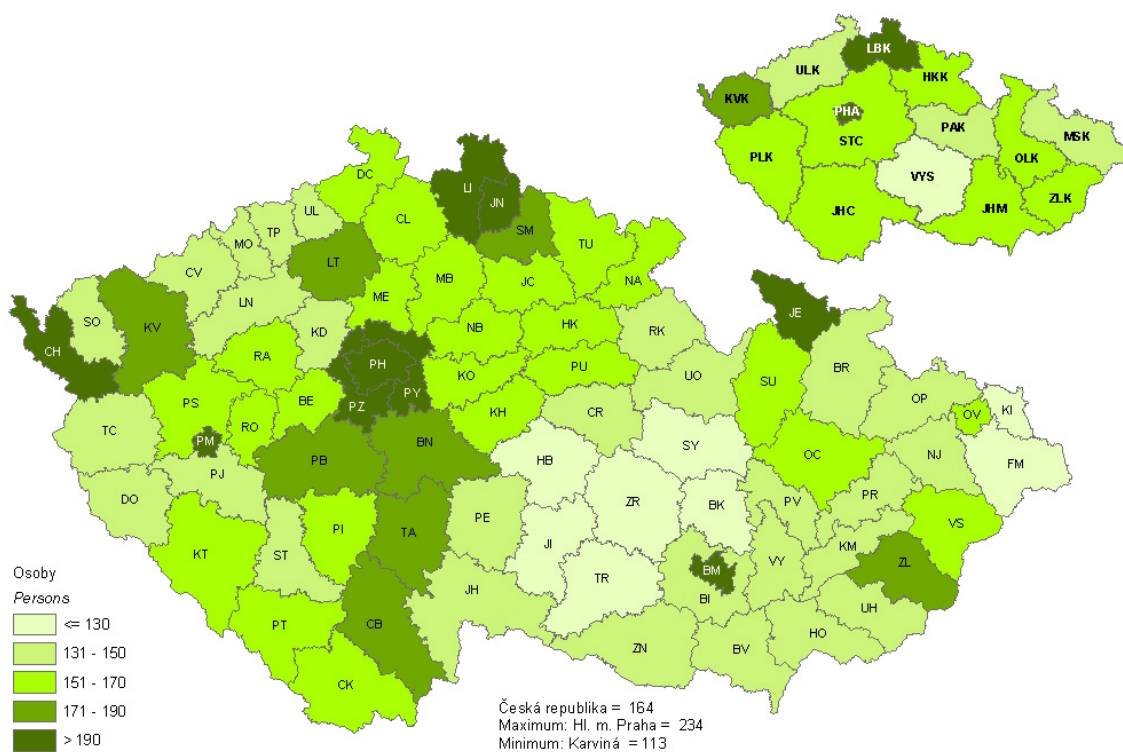 LBK
ULK
HKK
KVK
PHA
PAK
MSK
STC
OLK
PLK
VYS
ZLK
JHC
JHM
DC
LI
JN
UL
CL
SM
TP
MO
TU
CV
LT
MB
JC
NA
ME
LN
SO
KV
KD
NB
HK
RK
JE
CH
RA
PH
KO
PU
UO
SU
BR
PS
BE
PZ
PY
KH
CR
OP
OV
KI
TC
RO
PM
BN
SY
OC
NJ
FM
PJ
PB
HB
DO
ZR
BK
PV
PR
KT
PI
TA
PE
VS
ST
JI
KM
ZL
TR
BM
VY
JH
BI
UH
PT
CB
HO
ZN
BV
CK
Osoby
Persons
<= 130
131 - 150
151 - 170
171 - 190
> 190
Česká republika = 164
Maximum: Hl. m. Praha = 234
Minimum: Karviná = 113